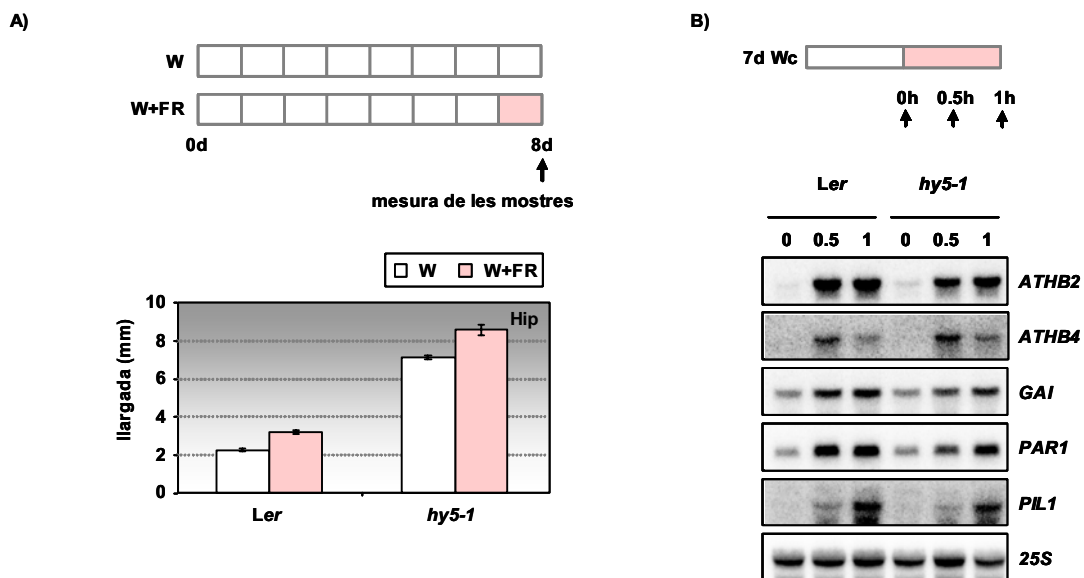 A)
W
W+FR
0d 8d
mesura de les mostres
W W+FR
Hip
llargada (mm)
10
8
6
4
2
0
Ler hy5-1
B)
7d Wc
0h 0.5h 1h
Ler hy5-1
0 0.5 1 0 0.5 1
ATHB2
ATHB4
GAI
PAR1
PIL1
25S